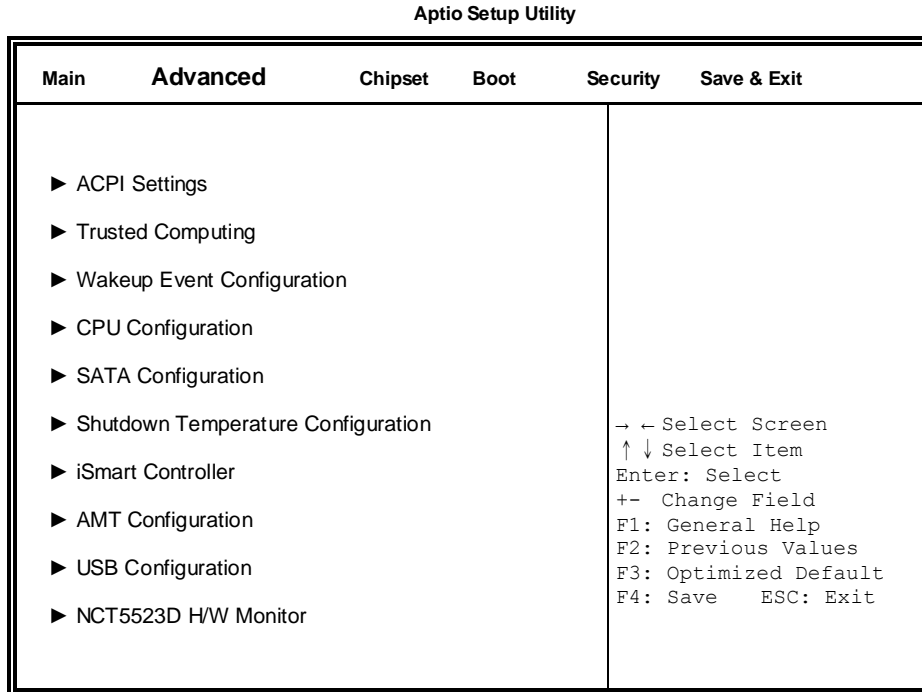 Aptio Setup Utility
Main Advanced Chipset Boot Security Save & Exit
► ACPI Settings
► Trusted Computing
► Wakeup Event Configuration
► CPU Configuration
► SATA Configuration
► Shutdown Temperature Configuration
► iSmart Controller
► AMT Configuration
► USB Configuration
► NCT5523D H/W Monitor
→ ← Select Screen
↑ ↓ Select Item
Enter: Select
+- Change Field
F1: General Help
F2: Previous Values
F3: Optimized Default
F4: Save ESC: Exit